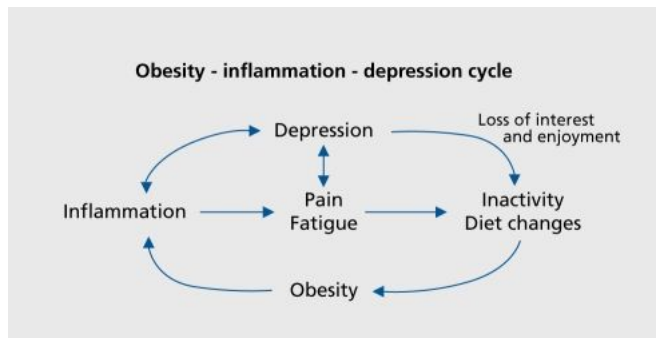 Obesity - inflammation - depression cycle
Depression
Loss of interest
and enjoyment
Inflammation
Pain
Fatigue
Inactivity
Diet changes
Obesity